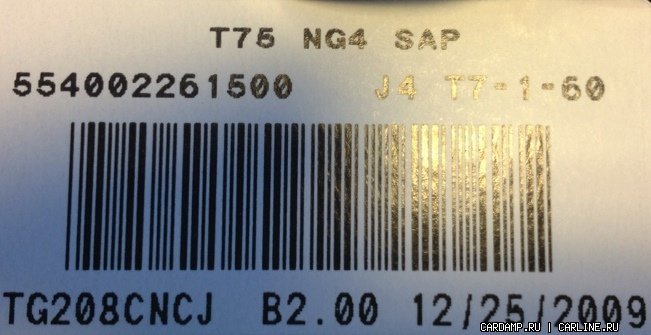 T75 NG4 SAP
554002261500 J4 T7-1-60
TG208CNCJ B2.00 12/25/2009
CARDAMP.RU | CARLINE.RU